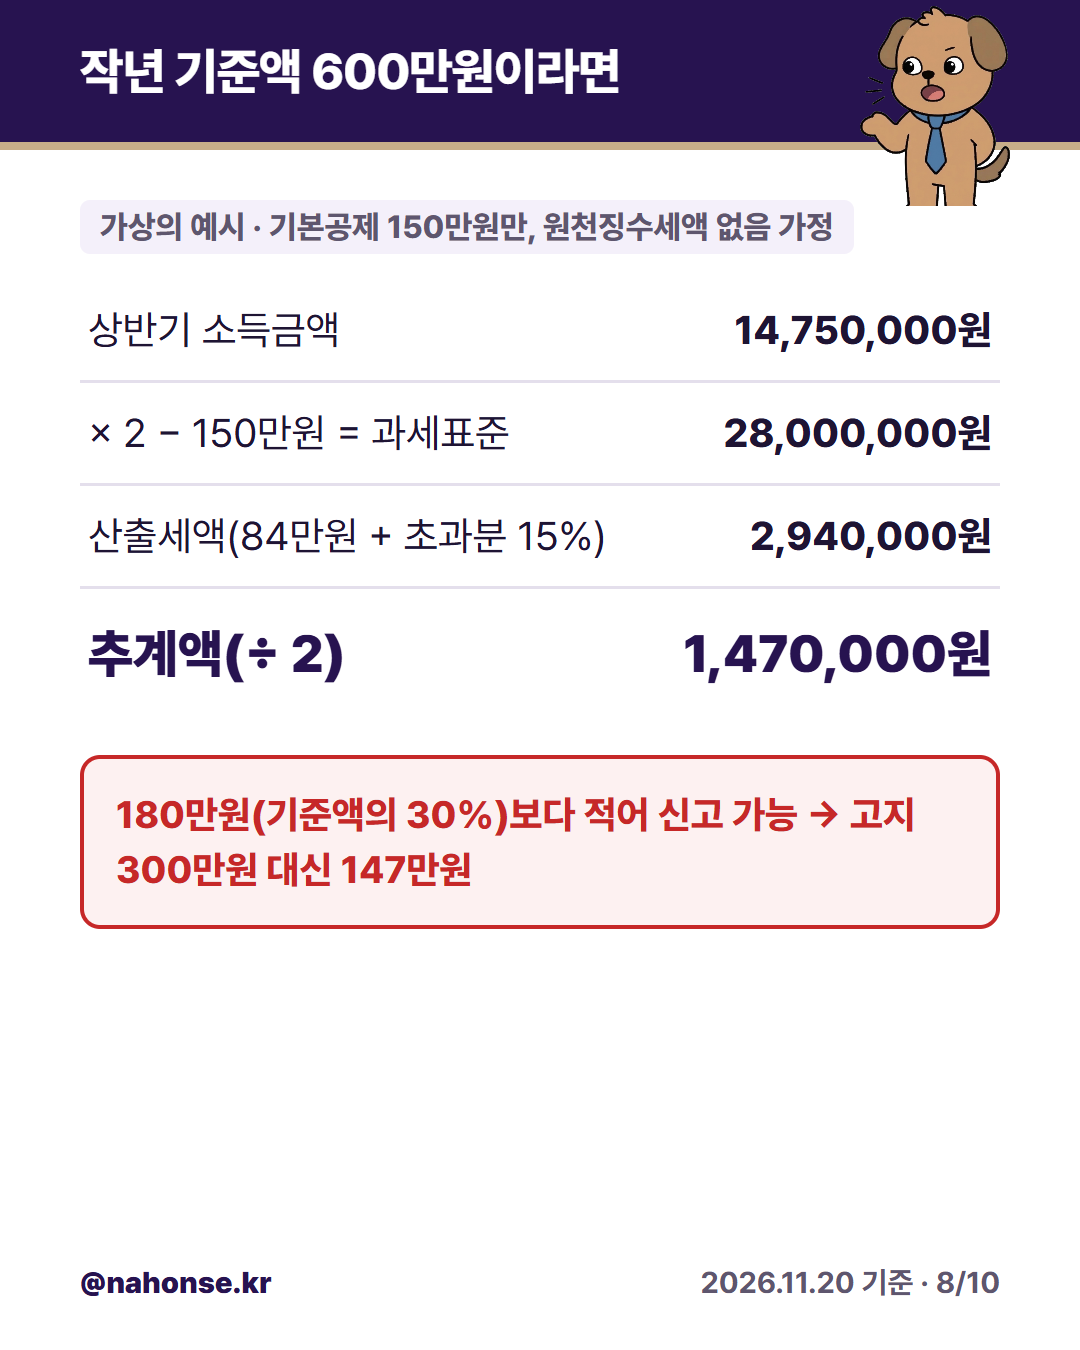 작년 기준액 600만원이라면
가상의 예시 · 기본공제 150만원만, 원천징수세액 없음 가정
상반기 소득금액 14,750,000원
× 2 − 150만원 = 과세표준 28,000,000원
산출세액(84만원 + 초과분 15%) 2,940,000원
추계액(÷ 2) 1,470,000원
180만원(기준액의 30%)보다 적어 신고 가능 → 고지
300만원 대신 147만원
@nahonse.kr 2026.11.20 기준 · 8/10